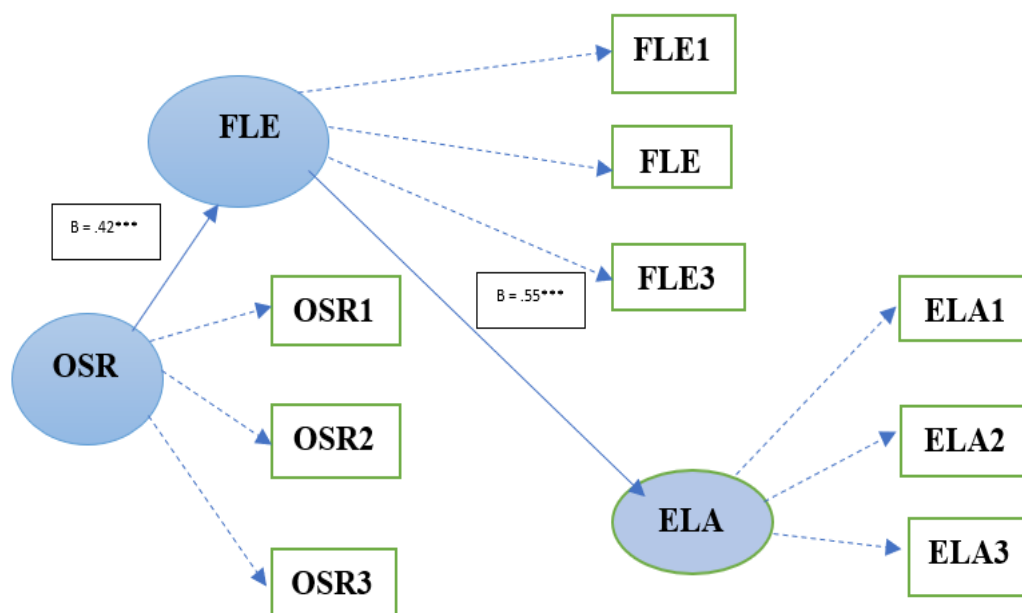 FLE1
FLE
FLE
B = .42***
FLE3
B = .55***
OSR1
ELA1
OSR
OSR2
ELA2
ELA
ELA3
OSR3